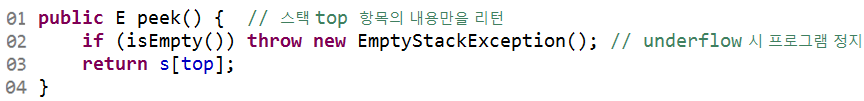 01 public E peek() {  // 스택 top 항목의 내용만을 리턴
02     if (isEmpty()) throw new EmptyStackException(); // underflow 시 프로그램 정지
03     return s[top];
04 }